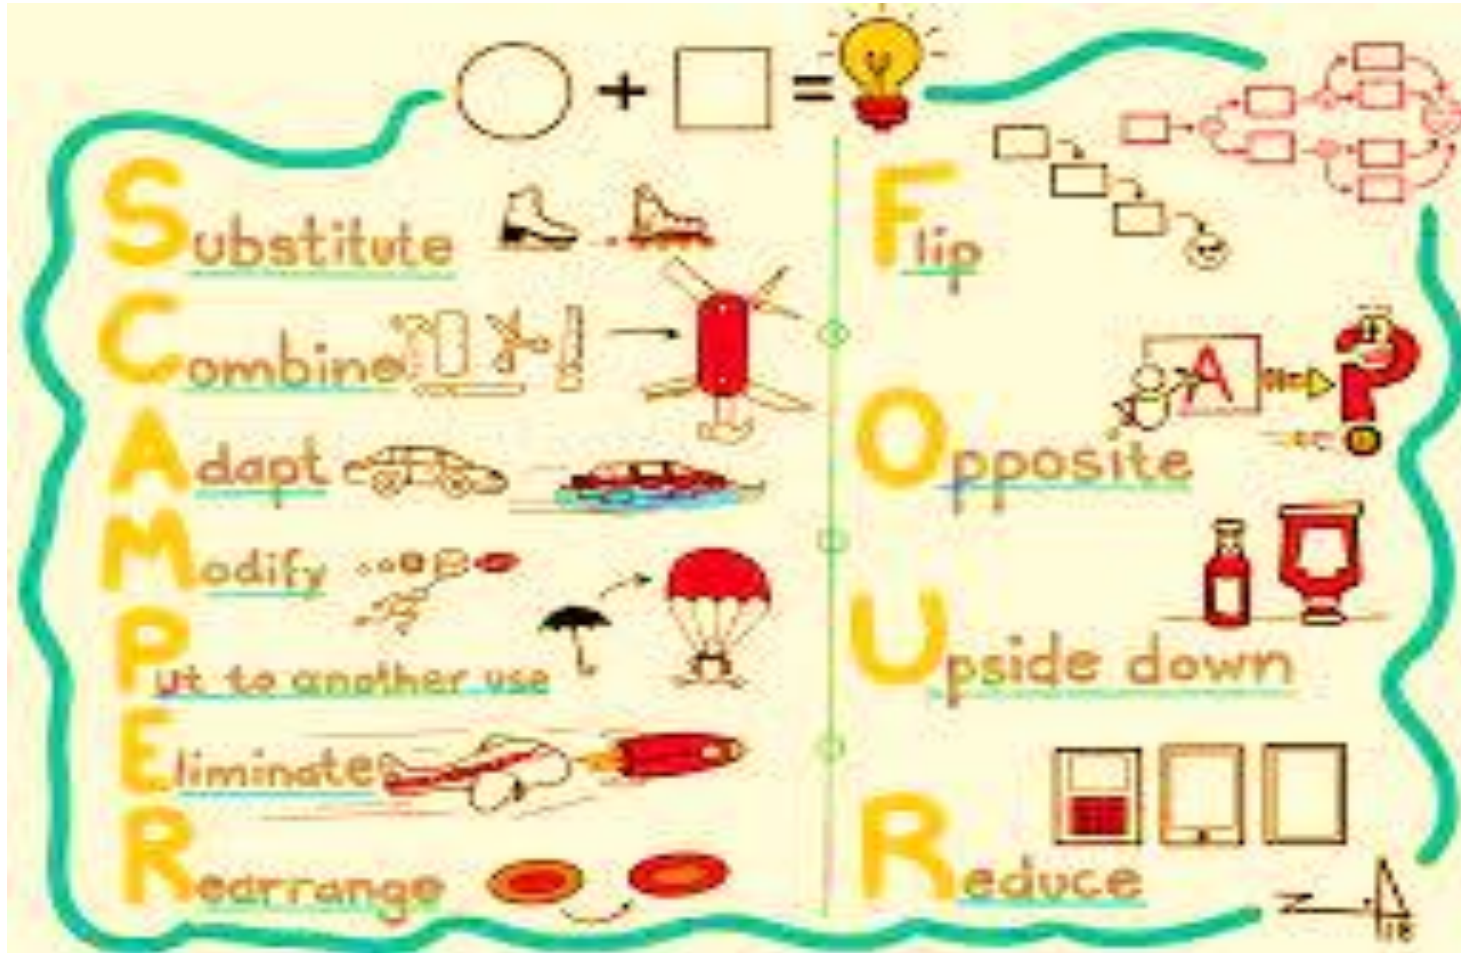 + =
Substitute
Combine
Adapt
Modify
Put to another use
Eliminate
Rearrange
Flip
A
Opposite
Upside down
Reduce